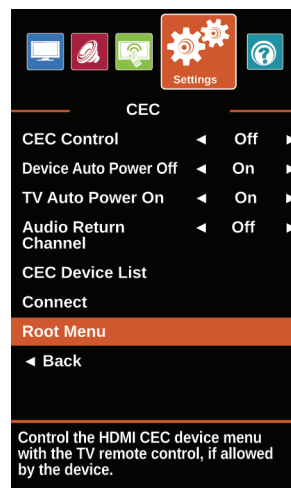 Settings
CEC
CEC Control ◄ Off ►
Device Auto Power Off ◄ On ►
TV Auto Power On ◄ On ►
Audio Return
Channel ◄ Off ►
CEC Device List
Connect
Root Menu
◄ Back
Control the HDMI CEC device menu
with the TV remote control, if allowed
by the device.